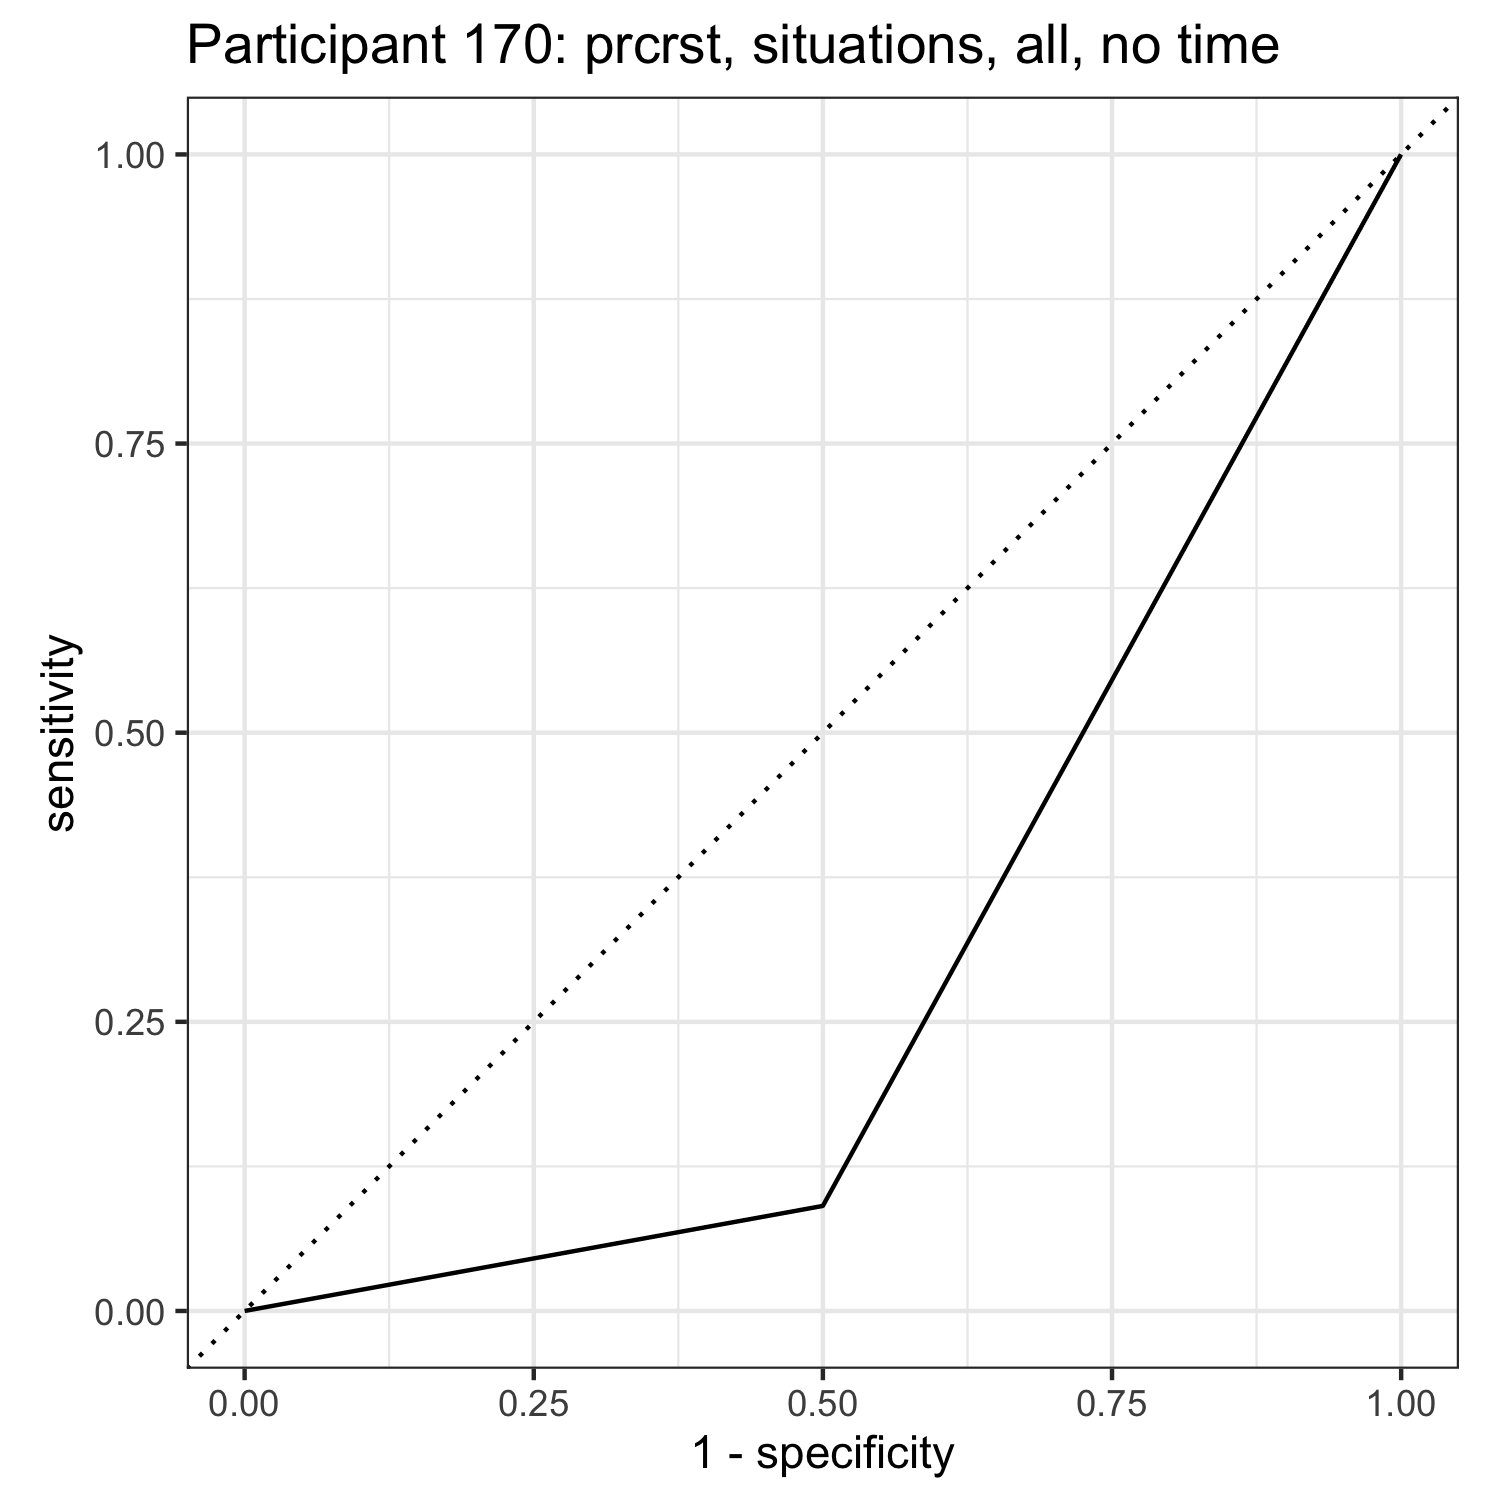 Participant 170: prcrst, situations, all, no time
1.00
0.75
0.50
0.25
0.00
sensitivity
0.00 0.25 0.50 0.75 1.00
1 - specificity